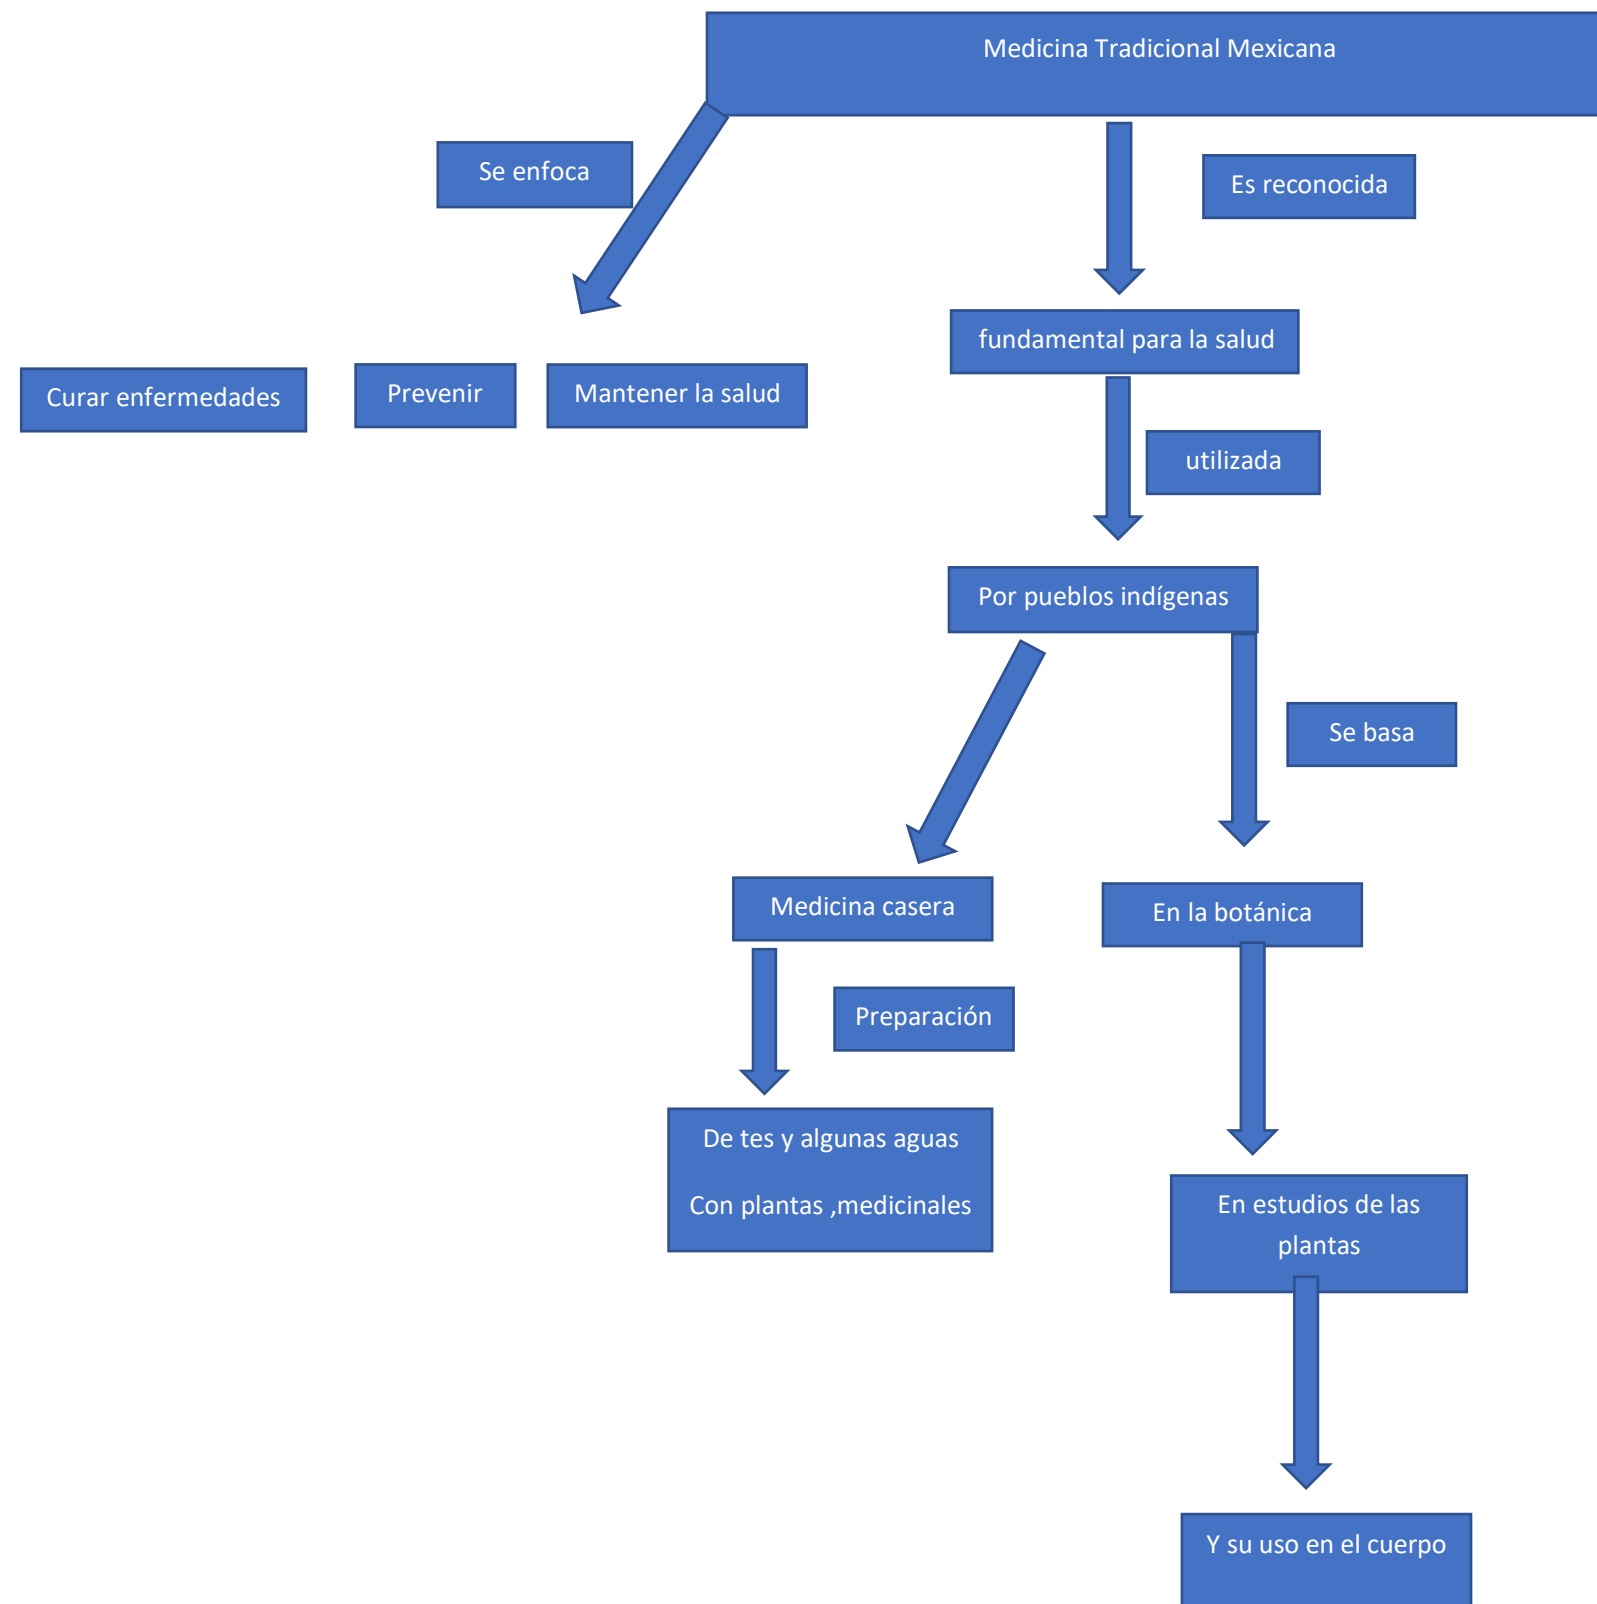 Medicina Tradicional Mexicana
Se enfoca
Es reconocida
fundamental para la salud
Curar enfermedades
Prevenir
Mantener la salud
utilizada
Por pueblos indígenas
Se basa
Medicina casera
En la botánica
Preparación
De tes y algunas aguas
Con plantas ,medicinales
En estudios de las
plantas
Y su uso en el cuerpo